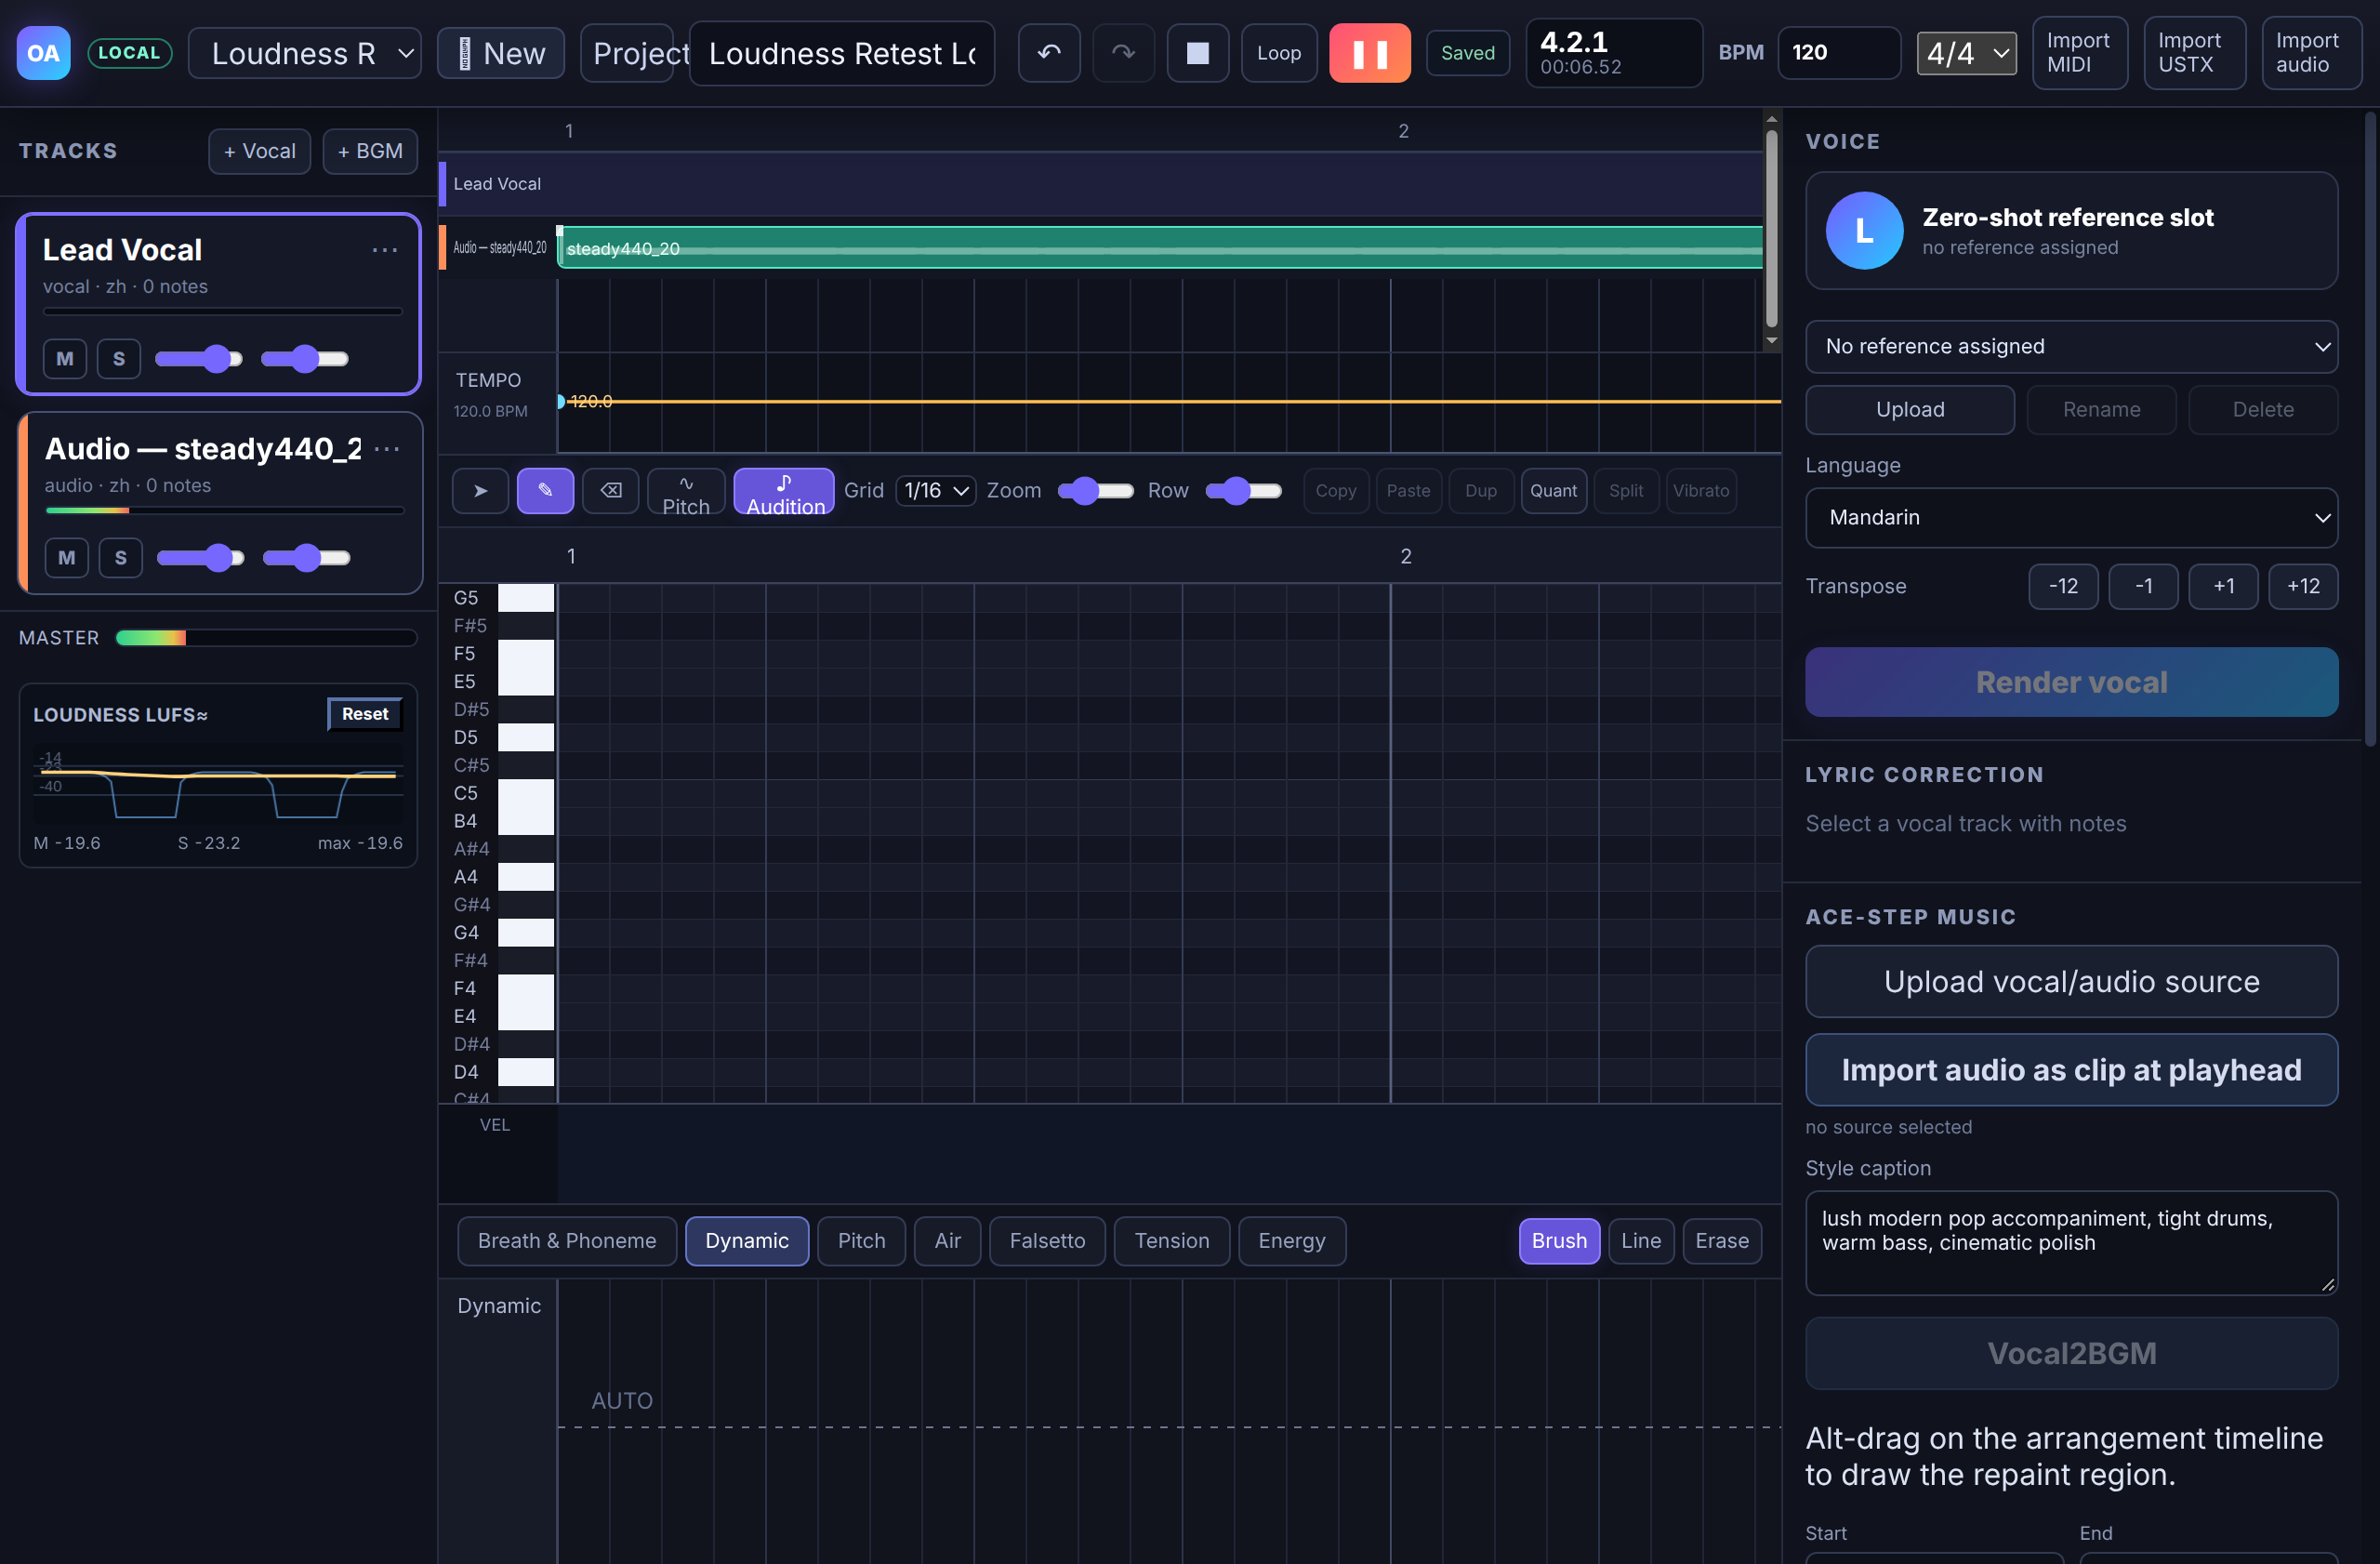 OA
LOCAL
Loudness R
New
Project
Loudness Retest Lo
Loop
Saved
4.2.1
00:06.52
BPM
120
4/4
Import
MIDI
Import
USTX
Import
audio
TRACKS
+ Vocal
+ BGM
Lead Vocal
vocal · zh · 0 notes
M
S
Audio — steady440_2
audio · zh · 0 notes
M
S
MASTER
LOUDNESS LUFS≈
Reset
-14
-23
-40
M -19.6
S -23.2
max -19.6
1
2
Lead Vocal
Audio — steady440_20
steady440_20
TEMPO
120.0 BPM
120.0
Pitch
Audition
Grid
1/16
Zoom
Row
Copy
Paste
Dup
Quant
Split
Vibrato
1
2
G5
F#5
F5
E5
D#5
D5
C#5
C5
B4
A#4
A4
G#4
G4
F#4
F4
E4
D#4
D4
C#4
VEL
Breath & Phoneme
Dynamic
Pitch
Air
Falsetto
Tension
Energy
Brush
Line
Erase
Dynamic
AUTO
VOICE
L
Zero-shot reference slot
no reference assigned
No reference assigned
Upload
Rename
Delete
Language
Mandarin
Transpose
-12
-1
+1
+12
Render vocal
LYRIC CORRECTION
Select a vocal track with notes
ACE-STEP MUSIC
Upload vocal/audio source
Import audio as clip at playhead
no source selected
Style caption
lush modern pop accompaniment, tight drums,
warm bass, cinematic polish
Vocal2BGM
Alt-drag on the arrangement timeline
to draw the repaint region.
Start
End